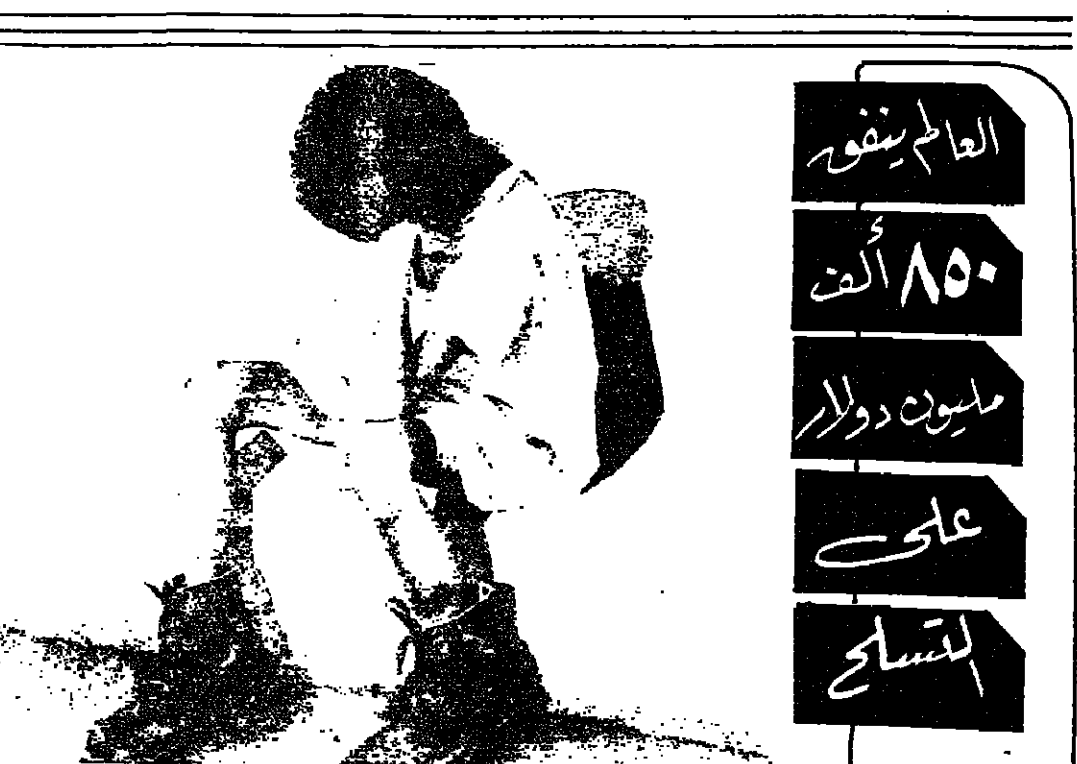 العالم ينفق
٨٥٠ ألف
مليون دولار
على
التسلح